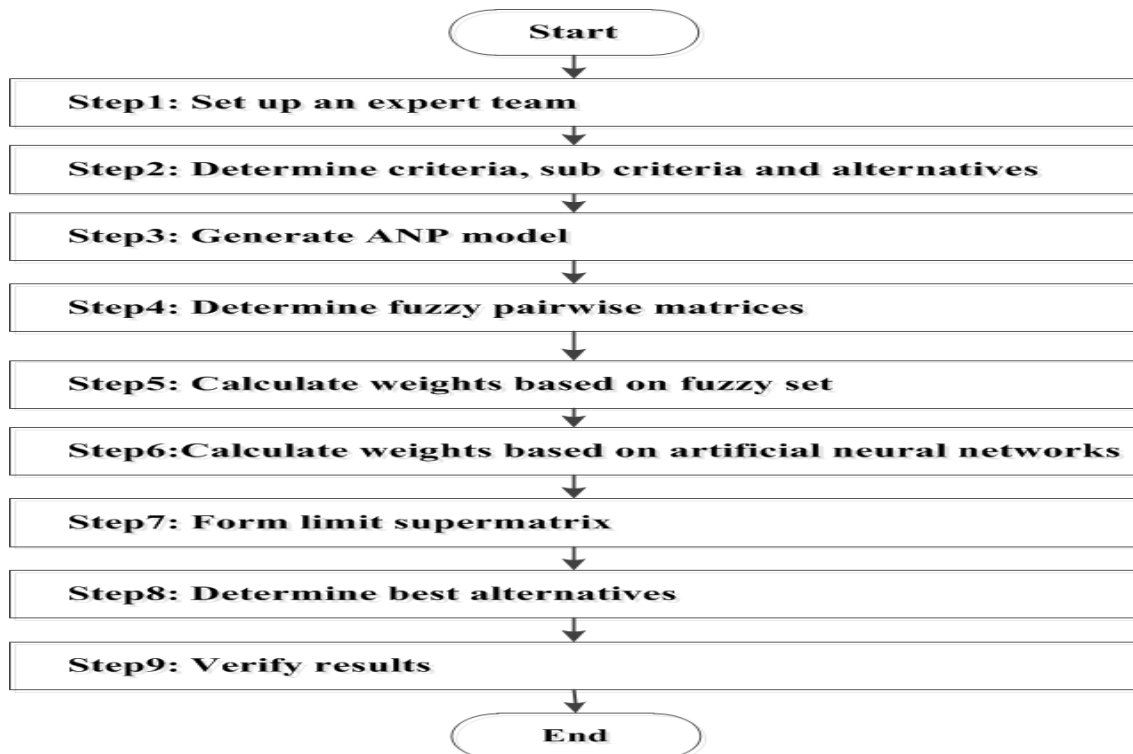 Start
Step1: Set up an expert team
Step2: Determine criteria, sub criteria and alternatives
Step3: Generate ANP model
Step4: Determine fuzzy pairwise matrices
Step5: Calculate weights based on fuzzy set
Step6:Calculate weights based on artificial neural networks
Step7: Form limit supermatrix
Step8: Determine best alternatives
Step9: Verify results
End